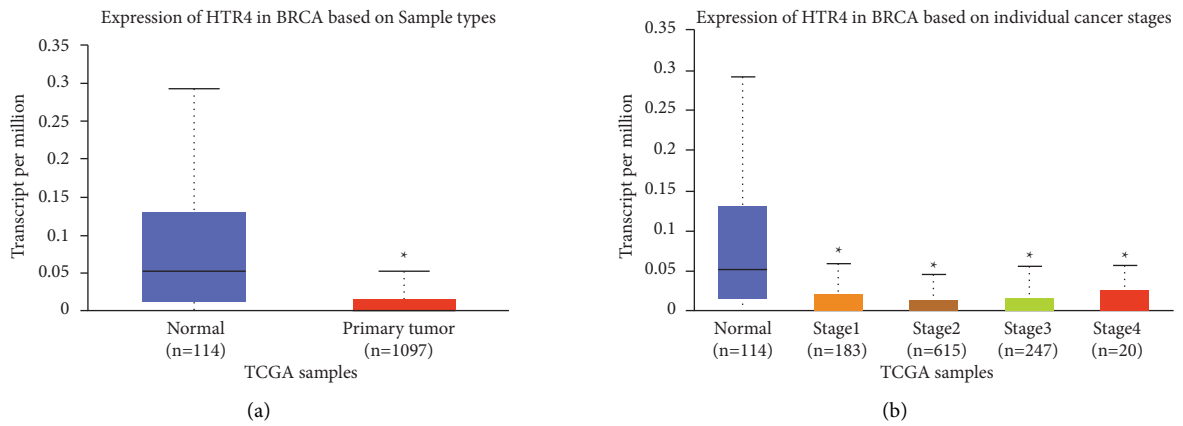 Expression of HTR4 in BRCA based on Sample types
0.35
0.3
0.25
0.2
0.15
0.1
0.05
0
Transcript per million
*
Normal
(n=114)
Primary tumor
(n=1097)
TCGA samples
(a)
Expression of HTR4 in BRCA based on individual cancer stages
0.35
0.3
0.25
0.2
0.15
0.1
0.05
0
Transcript per million
* * * *
Normal
(n=114)
Stage1
(n=183)
Stage2
(n=615)
Stage3
(n=247)
Stage4
(n=20)
TCGA samples
(b)